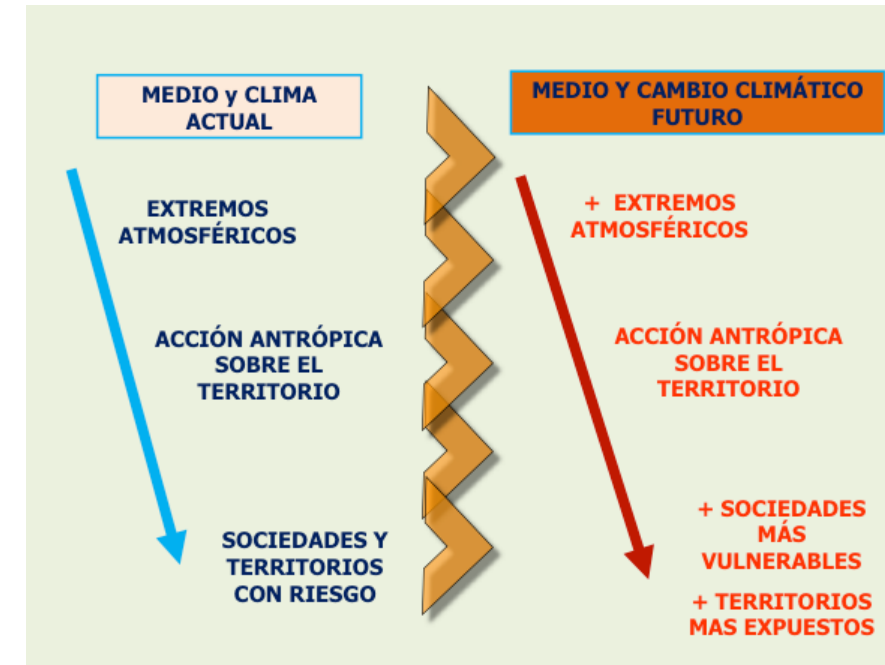 MEDIO y CLIMA
ACTUAL
EXTREMOS
ATMOSFÉRICOS
ACCIÓN ANTRÓPICA
SOBRE EL
TERRITORIO
SOCIEDADES Y
TERRITORIOS
CON RIESGO
MEDIO Y CAMBIO CLIMÁTICO
FUTURO
+ EXTREMOS
ATMOSFÉRICOS
ACCIÓN ANTRÓPICA
SOBRE EL
TERRITORIO
+ SOCIEDADES
MÁS
VULNERABLES
+ TERRITORIOS
MAS EXPUESTOS